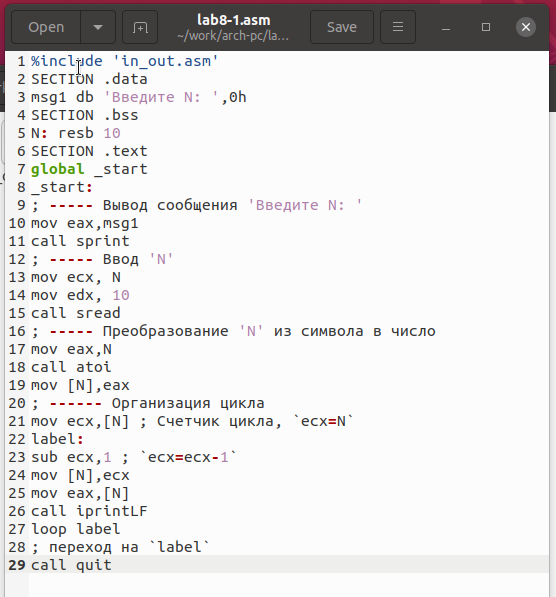 Open
lab8-1.asm
~/work/arch-pc/la...
Save
1 %include 'in_out.asm'
2 SECTION .data
3 msg1 db 'Введите N: ',0h
4 SECTION .bss
5 N: resb 10
6 SECTION .text
7 global _start
8 _start:
9 ; ----- Вывод сообщения 'Введите N: '
10 mov eax,msg1
11 call sprint
12 ; ----- Ввод 'N'
13 mov ecx, N
14 mov edx, 10
15 call sread
16 ; ----- Преобразование 'N' из символа в число
17 mov eax,N
18 call atoi
19 mov [N],eax
20 ; ------ Организация цикла
21 mov ecx,[N] ; Счетчик цикла, `ecx=N`
22 label:
23 sub ecx,1 ; `ecx=ecx-1`
24 mov [N],ecx
25 mov eax,[N]
26 call iprintLF
27 loop label
28 ; переход на `label`
29 call quit